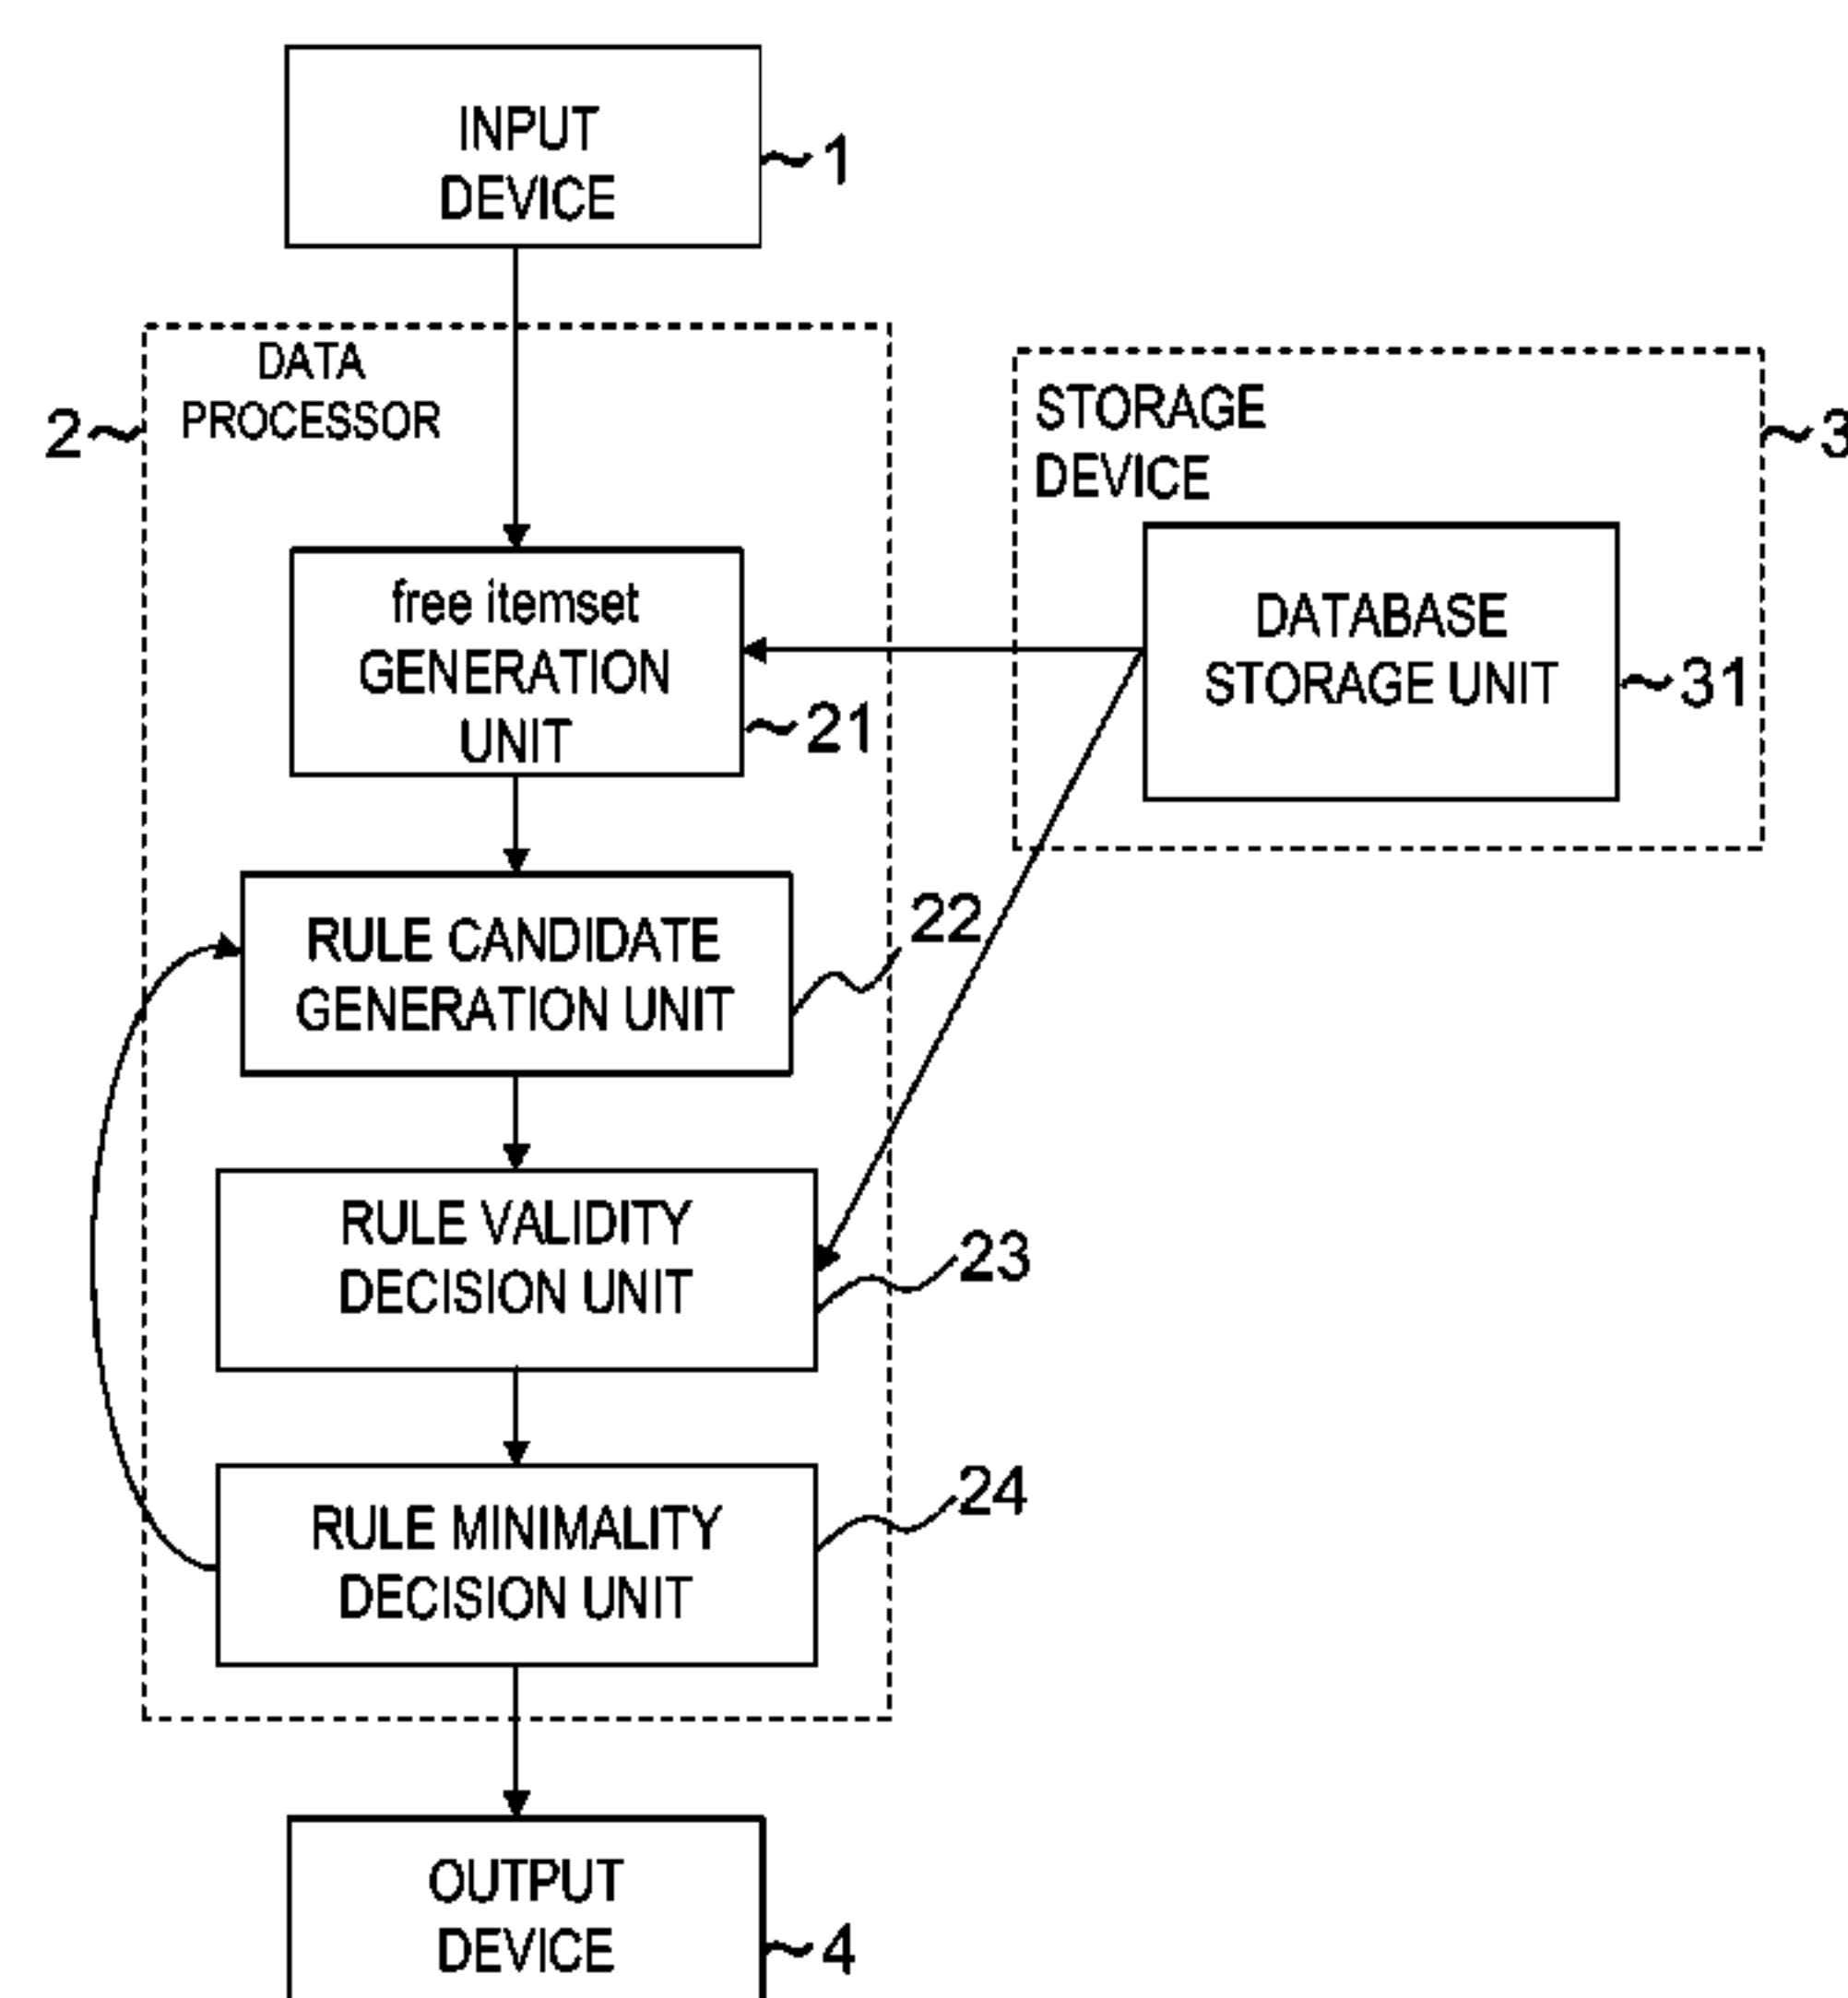 INPUT
DEVICE
~1
DATA
PROCESSOR
2~
STORAGE
DEVICE
~3
free itemset
GENERATION
UNIT
~21
DATABASE
STORAGE UNIT
~31
RULE CANDIDATE
GENERATION UNIT
22
RULE VALIDITY
DECISION UNIT
23
RULE MINIMALITY
DECISION UNIT
24
OUTPUT
DEVICE
~4